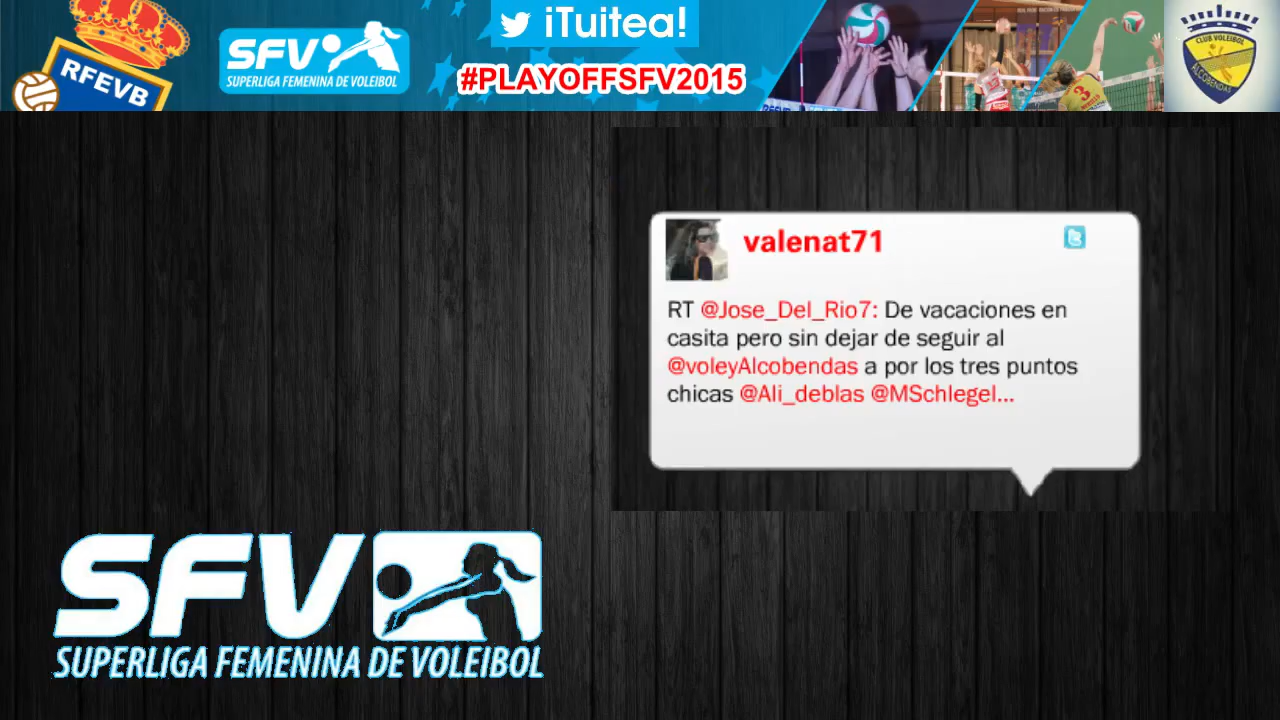 RFEVB
SFV
SUPERLIGA FEMENINA DE VOLEIBOL
¡Tuitea!
#PLAYOFFSFV2015
3
CLUB VOLEIBOL
ALCOBENDAS
valenat71
RT @Jose_Del_Rio7: De vacaciones en
casita pero sin dejar de seguir al
@voleyAlcobendas a por los tres puntos
chicas @Ali_deblas @MSchlegel...
SFV
SUPERLIGA FEMENINA DE VOLEIBOL